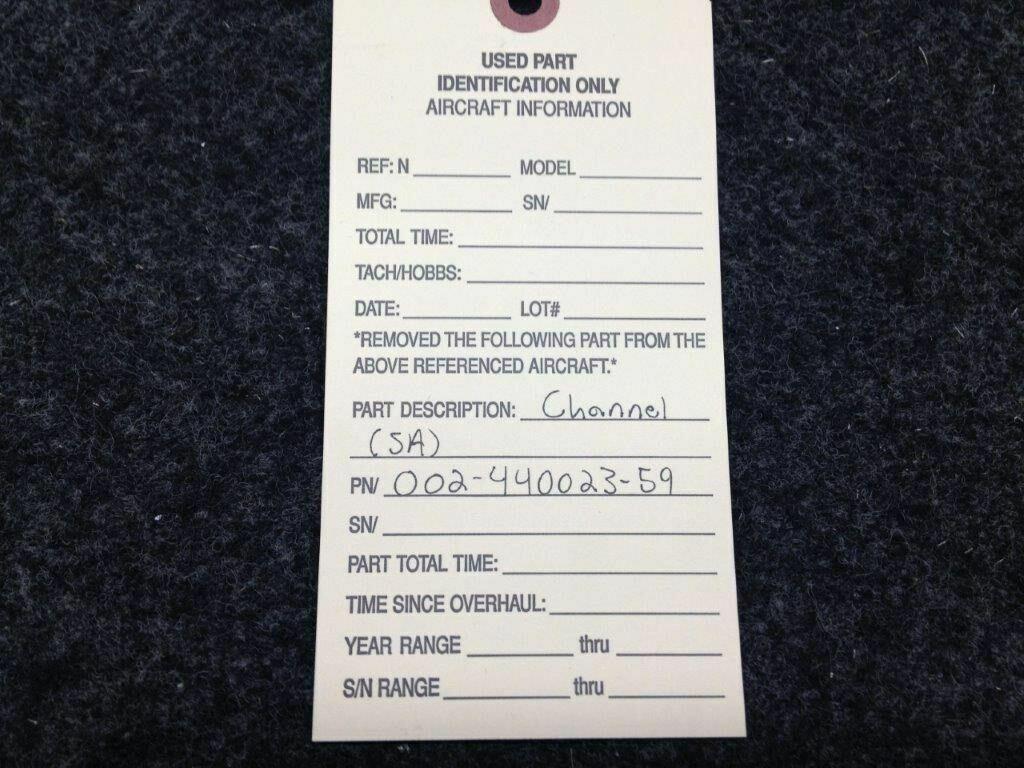 USED PART
IDENTIFICATION ONLY
AIRCRAFT INFORMATION
REF: N MODEL
MFG: SN/
TOTAL TIME:
TACH/HOBBS:
DATE: LOT#
*REMOVED THE FOLLOWING PART FROM THE
ABOVE REFERENCED AIRCRAFT.*
PART DESCRIPTION: Channel
(SA)
PN/ 002-440023-59
SN/
PART TOTAL TIME:
TIME SINCE OVERHAUL:
YEAR RANGE thru
S/N RANGE thru